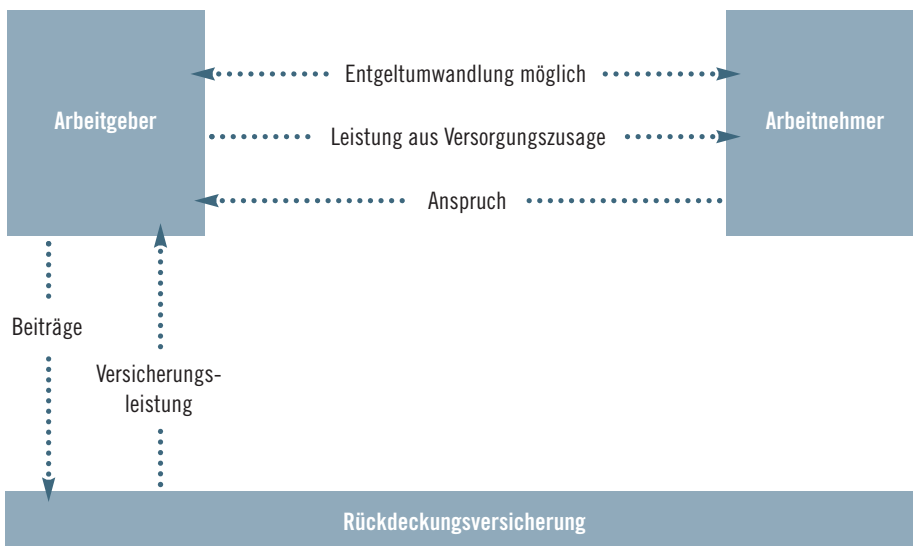 Entgeltumwandlung möglich
Arbeitgeber
Arbeitnehmer
Leistung aus Versorgungszusage
Anspruch
Beiträge
Versicherungs-
leistung
Rückdeckungsversicherung